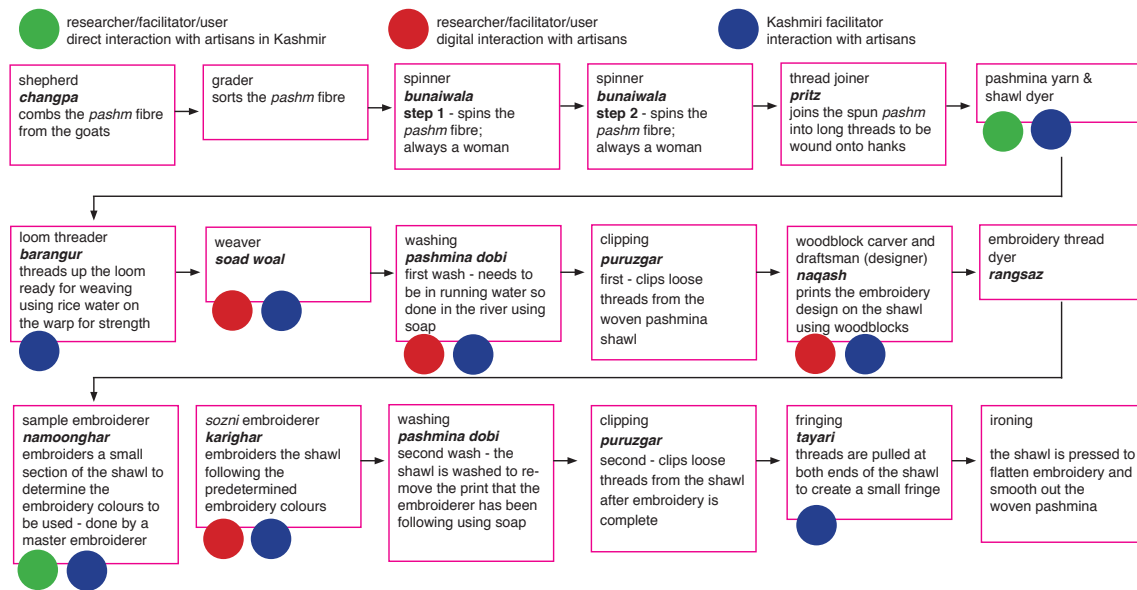 researcher/facilitator/user
direct interaction with artisans in Kashmir
researcher/facilitator/user
digital interaction with artisans
Kashmiri facilitator
interaction with artisans
shepherd
changpa
combs the pashm fibre
from the goats
grader
sorts the pashm fibre
spinner
bunaiwala
step 1 - spins the
pashm fibre;
always a woman
spinner
bunaiwala
step 2 - spins the
pashm fibre;
always a woman
thread joiner
pritz
joins the spun pashm
into long threads to be
wound onto hanks
pashmina yarn &
shawl dyer
loom threader
barangur
threads up the loom
ready for weaving
using rice water on
the warp for strength
weaver
soad woal
washing
pashmina dobi
first wash - needs to
be in running water so
done in the river using
soap
clipping
puruzgar
first - clips loose
threads from the
woven pashmina
shawl
woodblock carver and
draftsman (designer)
naqash
prints the embroidery
design on the shawl
using woodblocks
embroidery thread
dyer
rangsaz
sample embroiderer
namoonghar
embroiders a small
section of the shawl to
determine the
embroidery colours to
be used - done by a
master embroiderer
sozni embroiderer
karighar
embroiders the shawl
following the
predetermined
embroidery colours
washing
pashmina dobi
second wash - the
shawl is washed to re-
move the print that the
embroiderer has been
following using soap
clipping
puruzgar
second - clips loose
threads from the shawl
after embroidery is
complete
fringing
tayari
threads are pulled at
both ends of the shawl
to create a small fringe
ironing
the shawl is pressed to
flatten embroidery and
smooth out the
woven pashmina